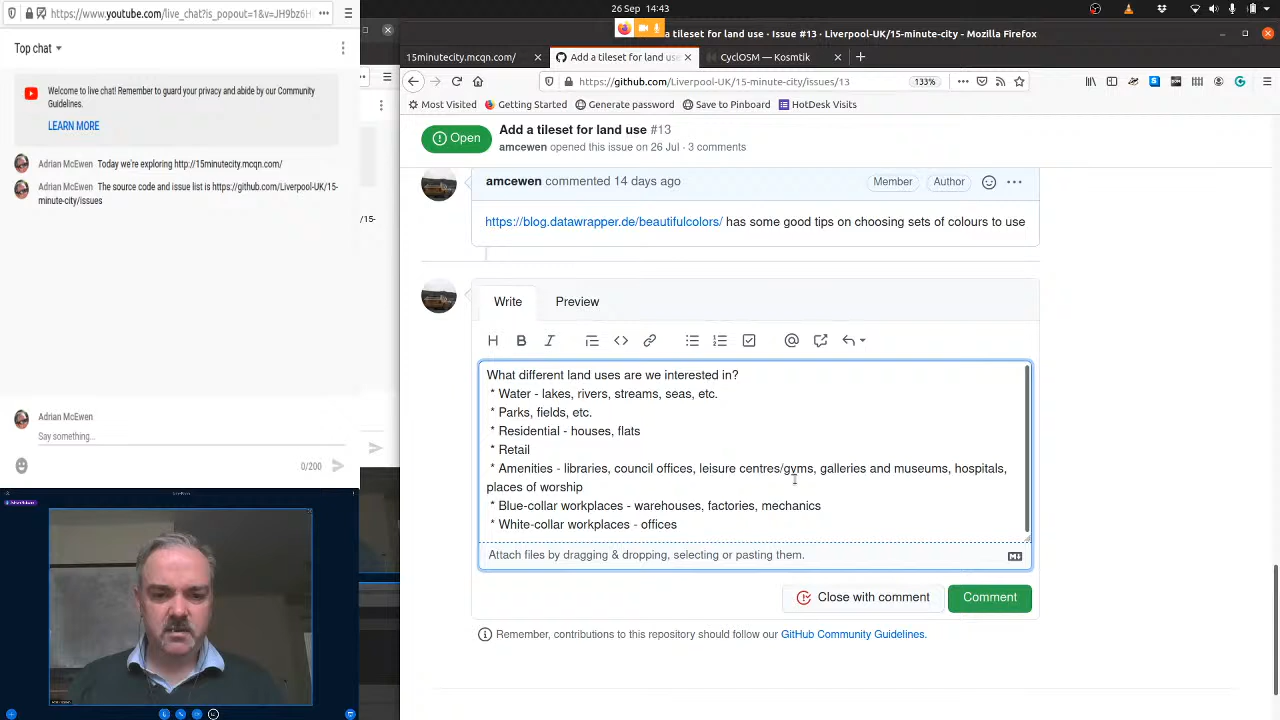 26 Sep 14:43
https://www.youtube.com/live_chat?is_popout=1&v=JH9bz6H
Top chat
Welcome to live chat! Remember to guard your privacy and abide by our Community
Guidelines.
LEARN MORE
Adrian McEwen Today we're exploring http://15minutecity.mcqn.com/
Adrian McEwen The source code and issue list is https://github.com/Liverpool-UK/15-
minute-city/issues
Adrian McEwen
Say something...
0/200
a tileset for land use · Issue #13 · Liverpool-UK/15-minute-city - Mozilla Firefox
15minutecity.mcqn.com/
Add a tileset for land use
CyclOSM — Kosmtik
https://github.com/Liverpool-UK/15-minute-city/issues/13
133%
Most Visited
Getting Started
Generate password
Save to Pinboard
HotDesk Visits
Open
Add a tileset for land use #13
amcewen opened this issue on 26 Jul · 3 comments
amcewen commented 14 days ago
Member
Author
https://blog.datawrapper.de/beautifulcolors/ has some good tips on choosing sets of colours to use
/15-
Write
Preview
What different land uses are we interested in?
* Water - lakes, rivers, streams, seas, etc.
* Parks, fields, etc.
* Residential - houses, flats
* Retail
* Amenities - libraries, council offices, leisure centres/gyms, galleries and museums, hospitals,
places of worship
* Blue-collar workplaces - warehouses, factories, mechanics
* White-collar workplaces - offices
Attach files by dragging & dropping, selecting or pasting them.
Close with comment
Comment
Remember, contributions to this repository should follow our GitHub Community Guidelines.